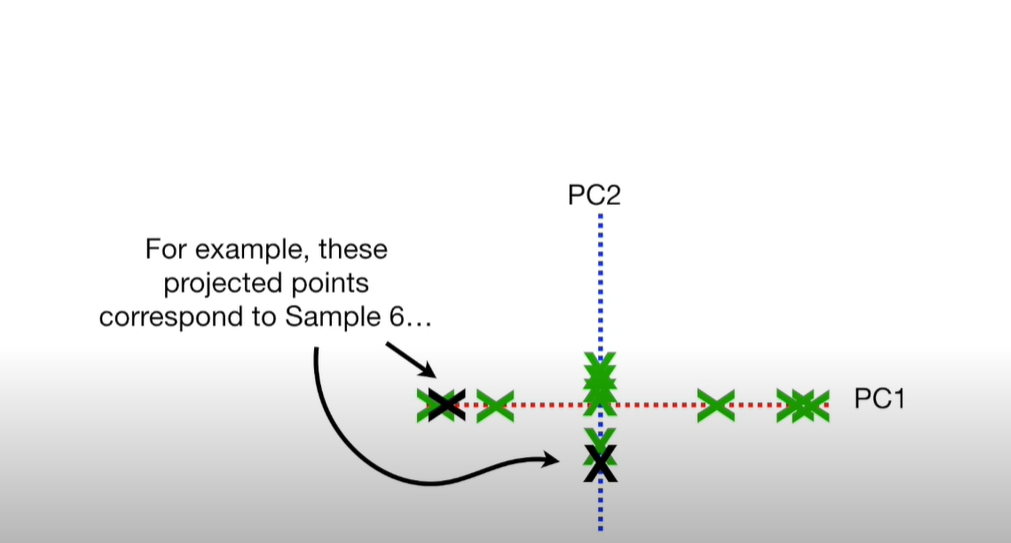 PC2
For example, these
projected points
correspond to Sample 6...
PC1